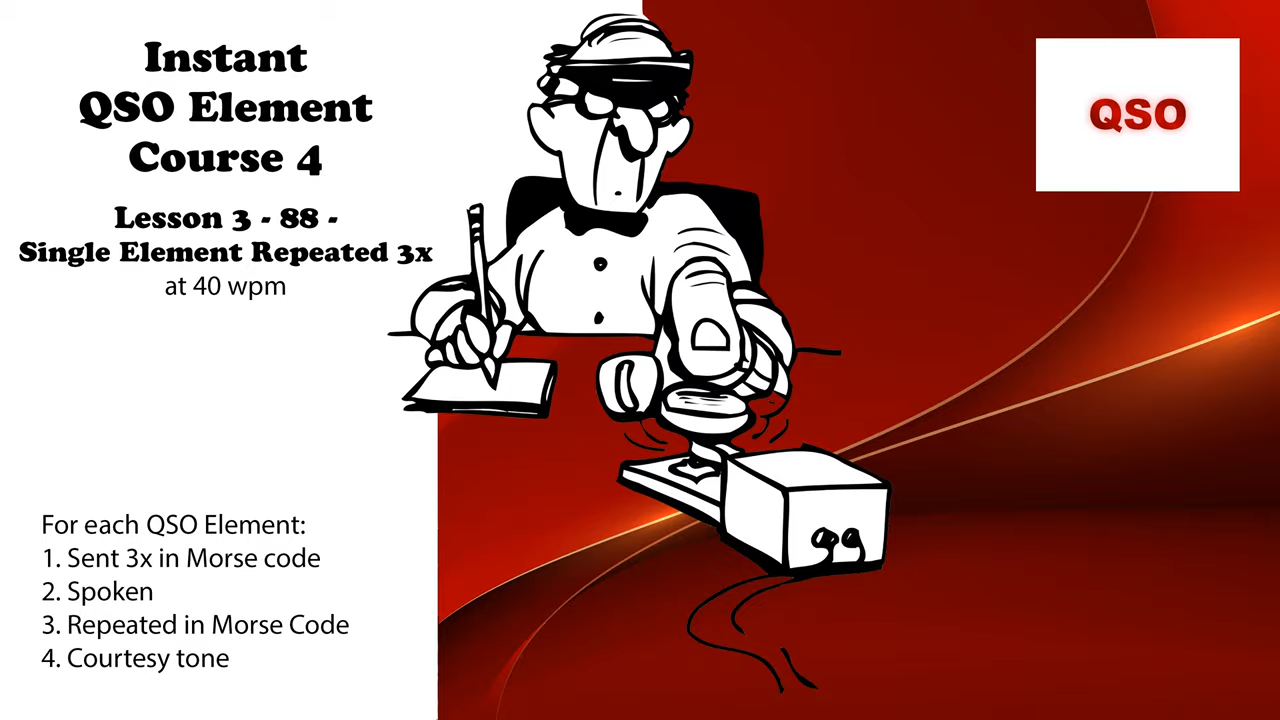 Instant
QSO Element
Course 4
Lesson 3 - 88 -
Single Element Repeated 3x
at 40 wpm
QSO
For each QSO Element:
1. Sent 3x in Morse code
2. Spoken
3. Repeated in Morse Code
4. Courtesy tone